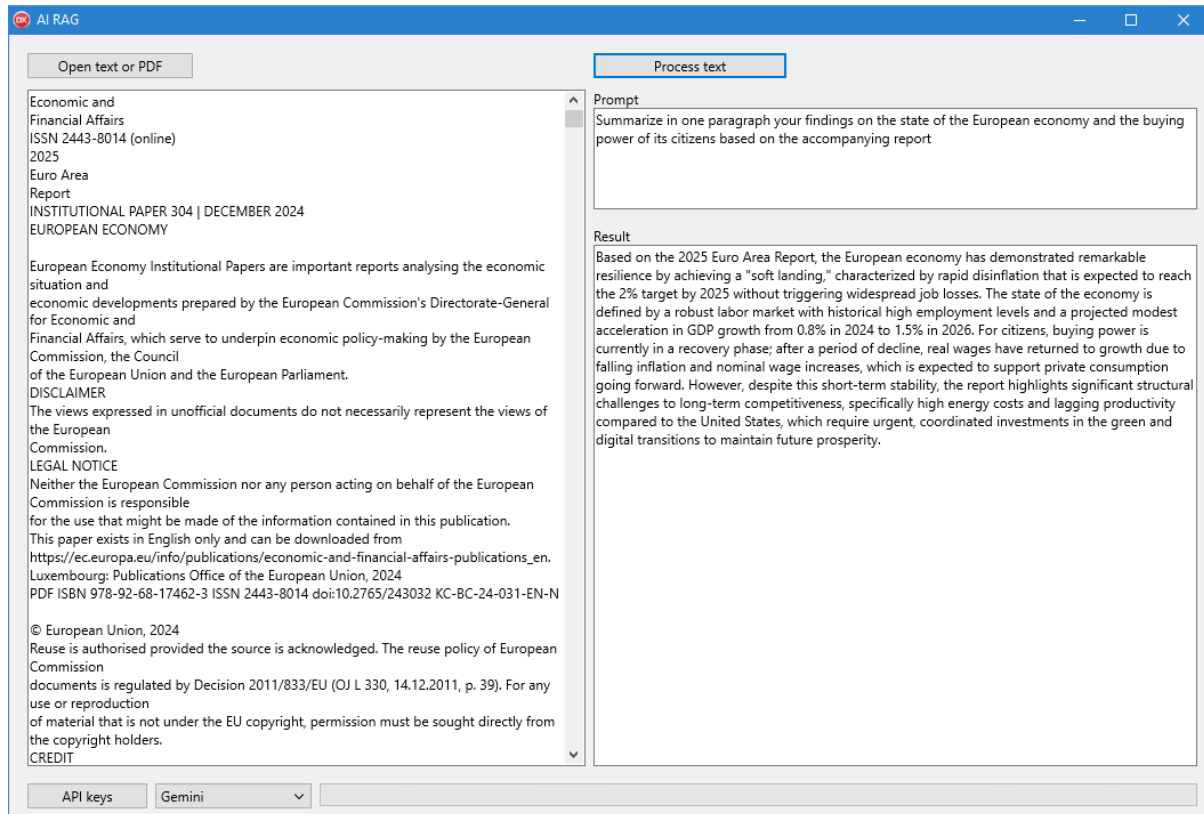 AI RAG
Open text or PDF
Economic and
Financial Affairs
ISSN 2443-8014 (online)
2025
Euro Area
Report
INSTITUTIONAL PAPER 304 | DECEMBER 2024
EUROPEAN ECONOMY
European Economy Institutional Papers are important reports analysing the economic
situation and
economic developments prepared by the European Commission's Directorate-General
for Economic and
Financial Affairs, which serve to underpin economic policy-making by the European
Commission, the Council
of the European Union and the European Parliament.
DISCLAIMER
The views expressed in unofficial documents do not necessarily represent the views of
the European
Commission.
LEGAL NOTICE
Neither the European Commission nor any person acting on behalf of the European
Commission is responsible
for the use that might be made of the information contained in this publication.
This paper exists in English only and can be downloaded from
https://ec.europa.eu/info/publications/economic-and-financial-affairs-publications_en.
Luxembourg: Publications Office of the European Union, 2024
PDF ISBN 978-92-68-17462-3 ISSN 2443-8014 doi:10.2765/243032 KC-BC-24-031-EN-N
© European Union, 2024
Reuse is authorised provided the source is acknowledged. The reuse policy of European
Commission
documents is regulated by Decision 2011/833/EU (OJ L 330, 14.12.2011, p. 39). For any
use or reproduction
of material that is not under the EU copyright, permission must be sought directly from
the copyright holders.
CREDIT
Process text
Prompt
Summarize in one paragraph your findings on the state of the European economy and the buying
power of its citizens based on the accompanying report
Result
Based on the 2025 Euro Area Report, the European economy has demonstrated remarkable
resilience by achieving a "soft landing," characterized by rapid disinflation that is expected to reach
the 2% target by 2025 without triggering widespread job losses. The state of the economy is
defined by a robust labor market with historical high employment levels and a projected modest
acceleration in GDP growth from 0.8% in 2024 to 1.5% in 2026. For citizens, buying power is
currently in a recovery phase; after a period of decline, real wages have returned to growth due to
falling inflation and nominal wage increases, which is expected to support private consumption
going forward. However, despite this short-term stability, the report highlights significant structural
challenges to long-term competitiveness, specifically high energy costs and lagging productivity
compared to the United States, which require urgent, coordinated investments in the green and
digital transitions to maintain future prosperity.
API keys
Gemini